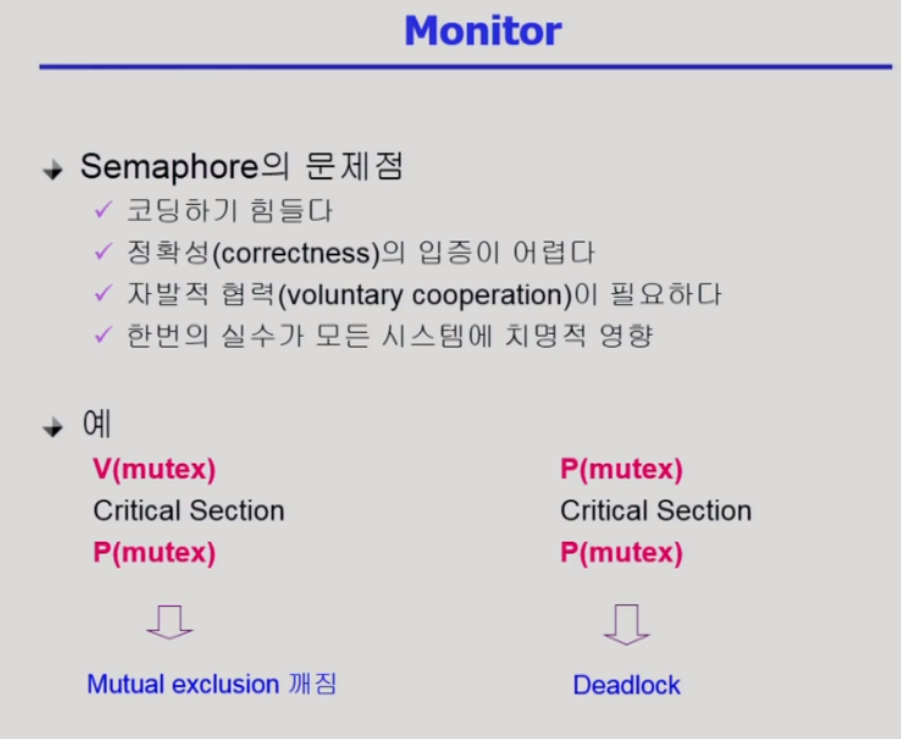 Monitor
Semaphore의 문제점
코딩하기 힘들다
정확성(correctness)의 입증이 어렵다
자발적 협력(voluntary cooperation)이 필요하다
한번의 실수가 모든 시스템에 치명적 영향
예
V(mutex)
Critical Section
P(mutex)
Mutual exclusion 깨짐
P(mutex)
Critical Section
P(mutex)
Deadlock